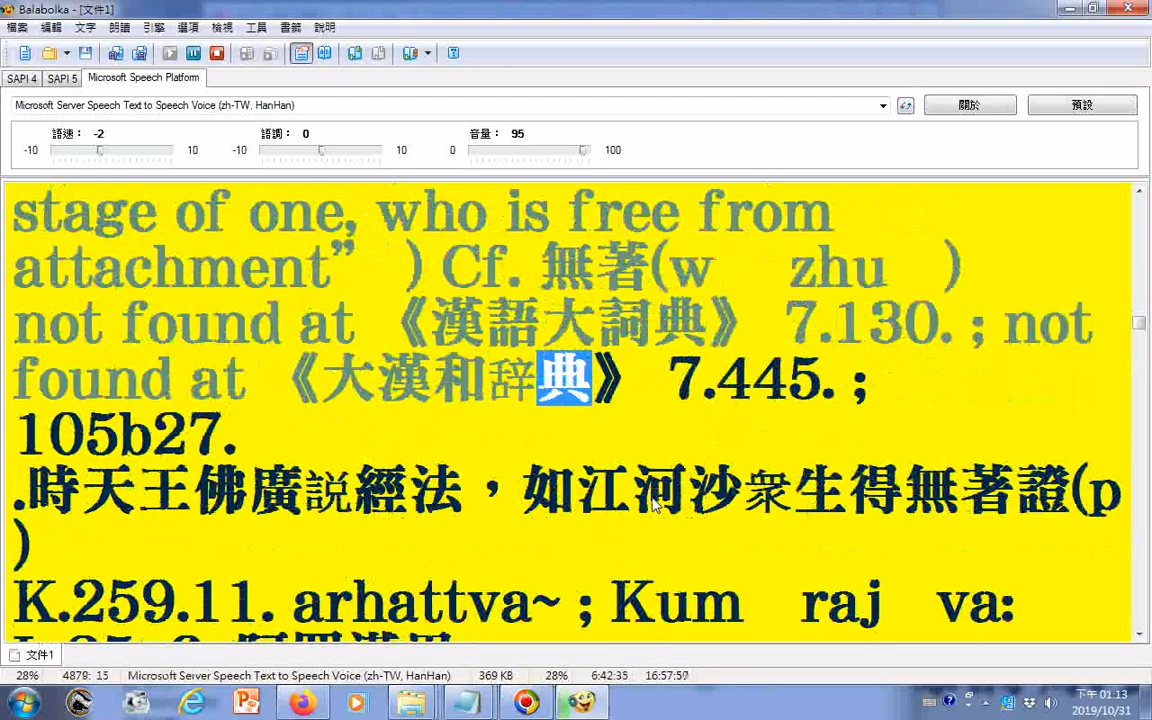 Balabolka - [文件1]
檔案 編輯 文字 朗讀 引擎 選項 檢視 工具 書籤 說明
SAPI 4 SAPI 5 Microsoft Speech Platform
Microsoft Server Speech Text to Speech Voice (zh-TW, HanHan)
關於 預設
語速： -2 語調： 0 音量： 95
-10 10 -10 10 0 100
stage of one, who is free from
attachment” ) Cf. 無著(w zhu )
not found at 《漢語大詞典》 7.130. ; not
found at 《大漢和辞典》 7.445. ;
105b27.
.時天王佛廣説經法，如江河沙衆生得無著證(p
)
K.259.11. arhattva~ ; Kum raj va:
文件1
28% 4879: 15 Microsoft Server Speech Text to Speech Voice (zh-TW, HanHan) 369 KB 28% 6:42:35 16:57:50
下午 01:13
2019/10/31